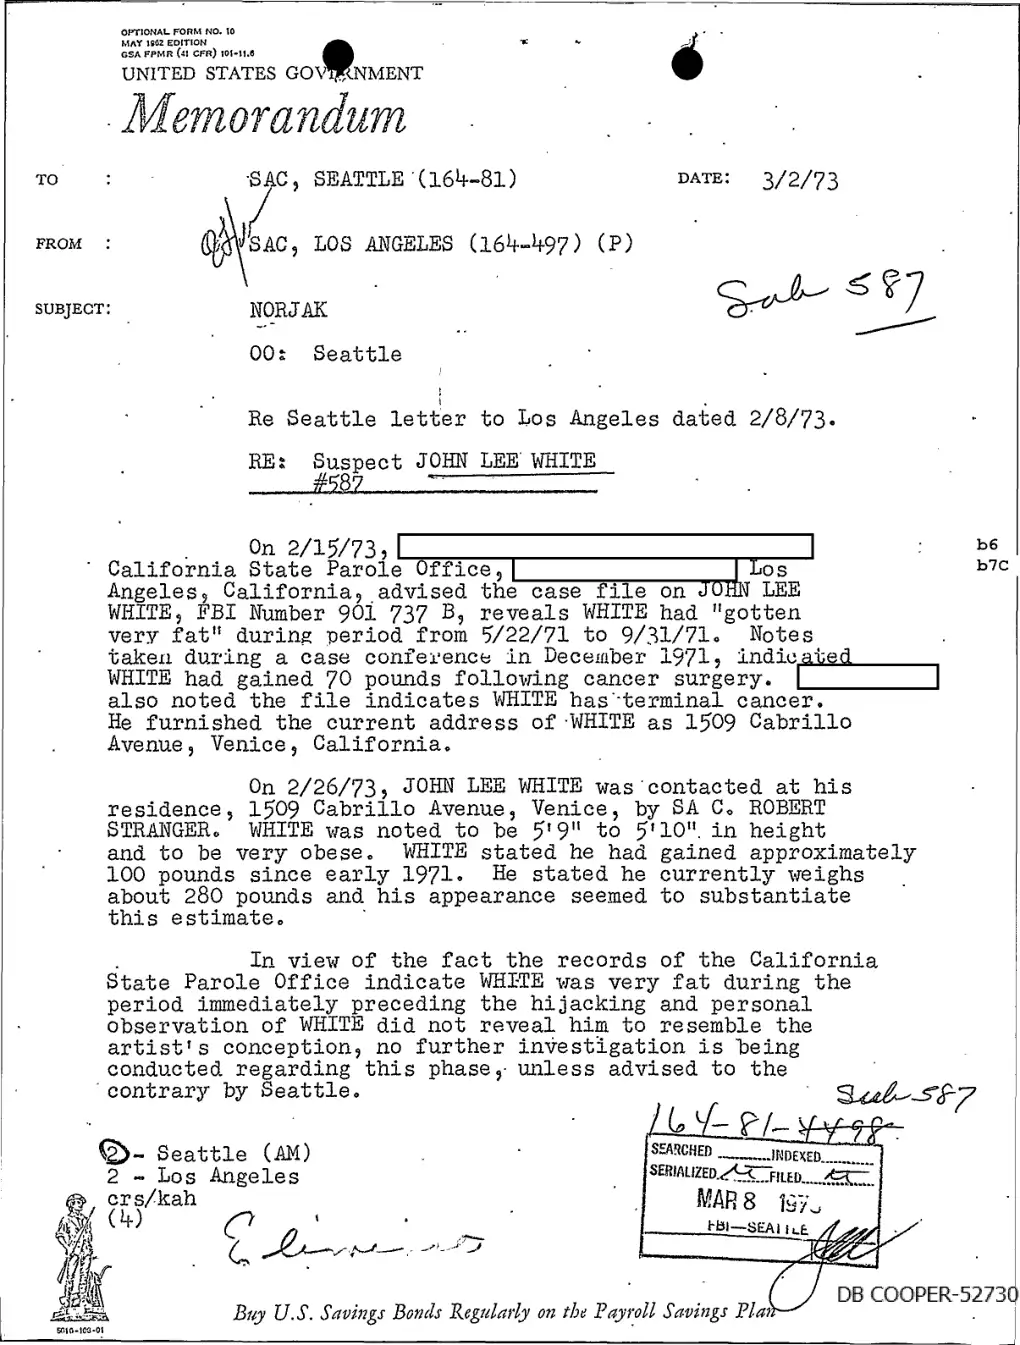 OPTIONAL FORM NO. 10
MAY 1962 EDITION
GSA FPMR (41 CFR) 101-11.6
UNITED STATES GOVERNMENT
Memorandum
TO : SAC, SEATTLE (164-81) DATE: 3/2/73
FROM : SAC, LOS ANGELES (164-497) (P)
Sub 587
SUBJECT: NORJAK
OO: Seattle
Re Seattle letter to Los Angeles dated 2/8/73.
RE: Suspect JOHN LEE WHITE
#587
On 2/15/73, b6
California State Parole Office, Los b7C
Angeles, California, advised the case file on JOHN LEE
WHITE, FBI Number 901 737 B, reveals WHITE had "gotten
very fat" during period from 5/22/71 to 9/31/71. Notes
taken during a case conference in December 1971, indicated
WHITE had gained 70 pounds following cancer surgery.
also noted the file indicates WHITE has terminal cancer.
He furnished the current address of WHITE as 1509 Cabrillo
Avenue, Venice, California.
On 2/26/73, JOHN LEE WHITE was contacted at his
residence, 1509 Cabrillo Avenue, Venice, by SA C. ROBERT
STRANGER. WHITE was noted to be 5'9" to 5'10" in height
and to be very obese. WHITE stated he had gained approximately
100 pounds since early 1971. He stated he currently weighs
about 280 pounds and his appearance seemed to substantiate
this estimate.
In view of the fact the records of the California
State Parole Office indicate WHITE was very fat during the
period immediately preceding the hijacking and personal
observation of WHITE did not reveal him to resemble the
artist's conception, no further investigation is being
conducted regarding this phase, unless advised to the
contrary by Seattle.
Sub 587
164-81-4498
2 - Seattle (AM)
2 - Los Angeles
crs/kah
(4)
SEARCHED INDEXED
SERIALIZED FILED
MAR 8 197
FBI—SEATTLE
DB COOPER-52730
Buy U.S. Savings Bonds Regularly on the Payroll Savings Plan
5010-108-01